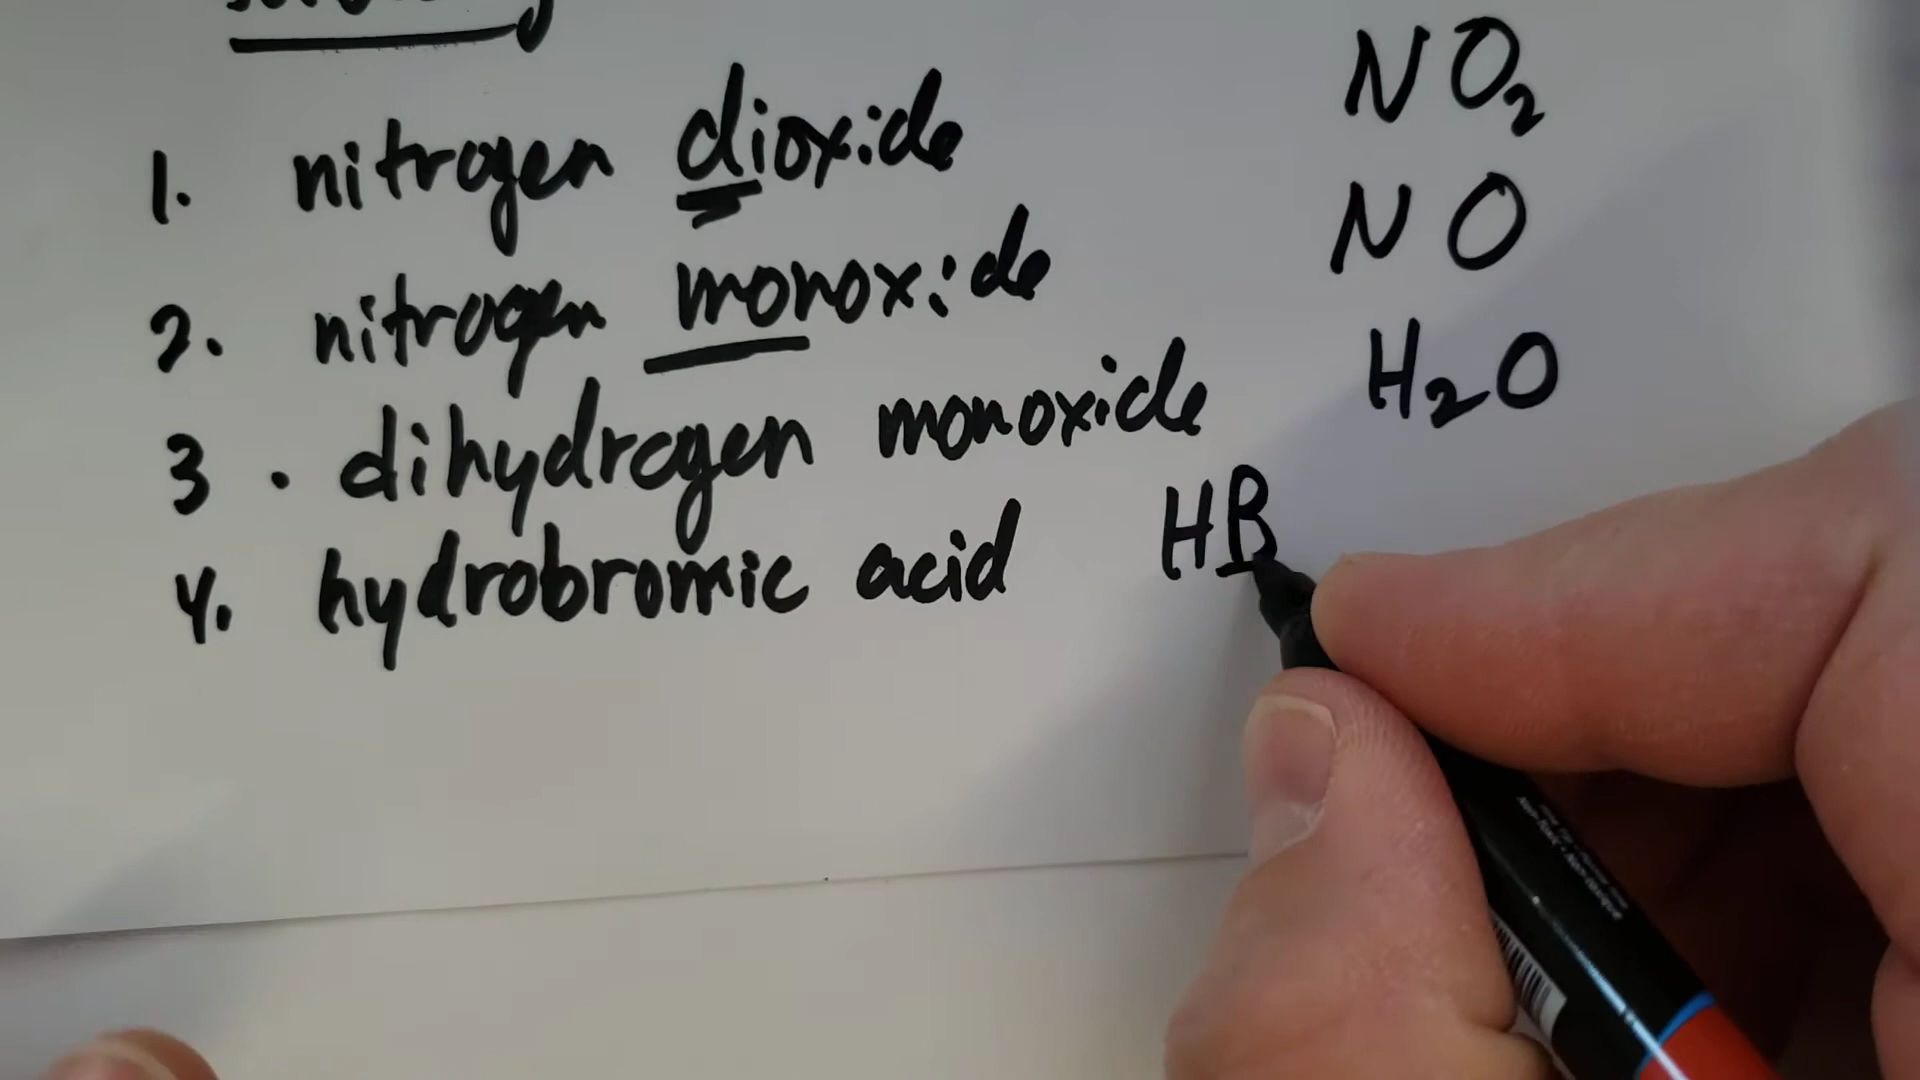 1. nitrogen dioxide NO₂
2. nitrogen monoxide NO
3. dihydrogen monoxide H₂O
4. hydrobromic acid HB